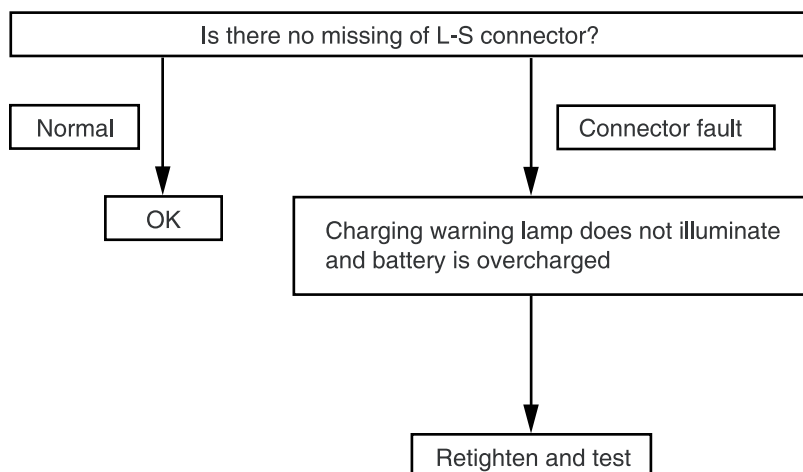 Is there no missing of L-S connector?
Normal
Connector fault
OK
Charging warning lamp does not illuminate
and battery is overcharged
Retighten and test